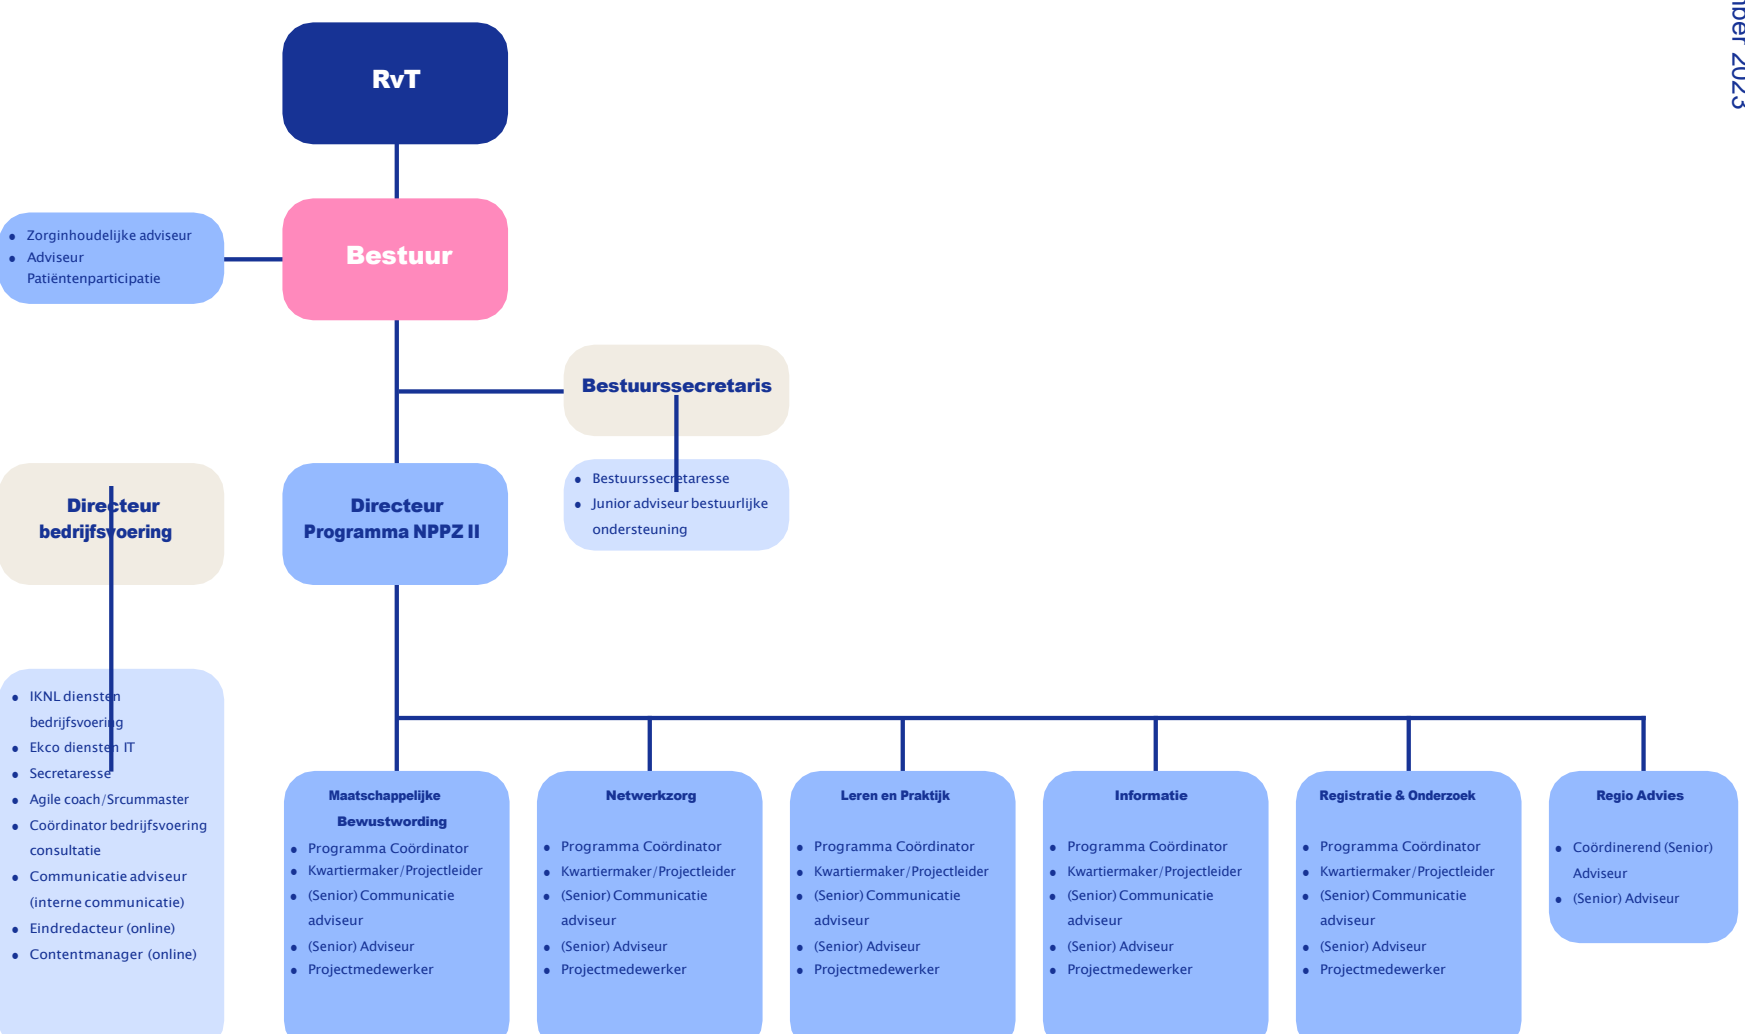 mber 2023
RvT
Bestuur
• Zorginhoudelijke adviseur
• Adviseur
Patiëntenparticipatie
Bestuurssecretaris
• Bestuurssecretaresse
• Junior adviseur bestuurlijke
ondersteuning
Directeur
bedrijfsvoering
Directeur
Programma NPPZ II
• IKNL diensten
bedrijfsvoering
• Ekco diensten IT
• Secretaresse
• Agile coach/Srcummaster
• Coördinator bedrijfsvoering
consultatie
• Communicatie adviseur
(interne communicatie)
• Eindredacteur (online)
• Contentmanager (online)
Maatschappelijke
Bewustwording
• Programma Coördinator
• Kwartiermaker/Projectleider
• (Senior) Communicatie
adviseur
• (Senior) Adviseur
• Projectmedewerker
Netwerkzorg
• Programma Coördinator
• Kwartiermaker/Projectleider
• (Senior) Communicatie
adviseur
• (Senior) Adviseur
• Projectmedewerker
Leren en Praktijk
• Programma Coördinator
• Kwartiermaker/Projectleider
• (Senior) Communicatie
adviseur
• (Senior) Adviseur
• Projectmedewerker
Informatie
• Programma Coördinator
• Kwartiermaker/Projectleider
• (Senior) Communicatie
adviseur
• (Senior) Adviseur
• Projectmedewerker
Registratie & Onderzoek
• Programma Coördinator
• Kwartiermaker/Projectleider
• (Senior) Communicatie
adviseur
• (Senior) Adviseur
• Projectmedewerker
Regio Advies
• Coördinerend (Senior)
Adviseur
• (Senior) Adviseur